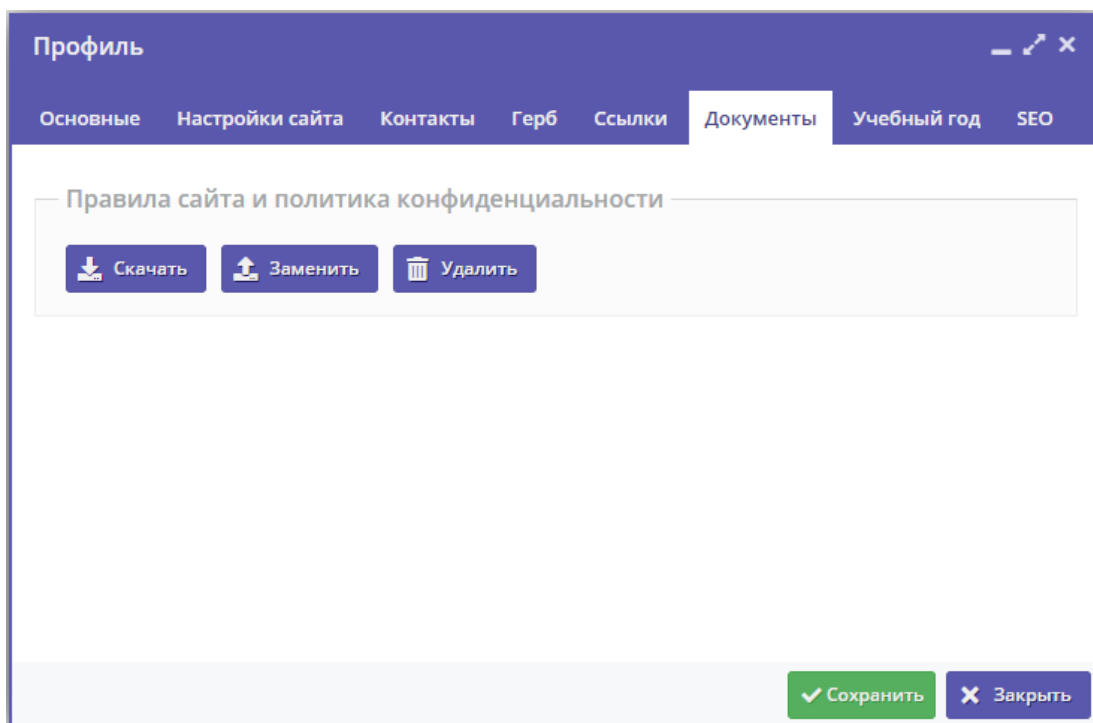 Профиль
Основные Настройки сайта Контакты Герб Ссылки Документы Учебный год SEO
Правила сайта и политика конфиденциальности
Скачать Заменить Удалить
Сохранить Закрыть